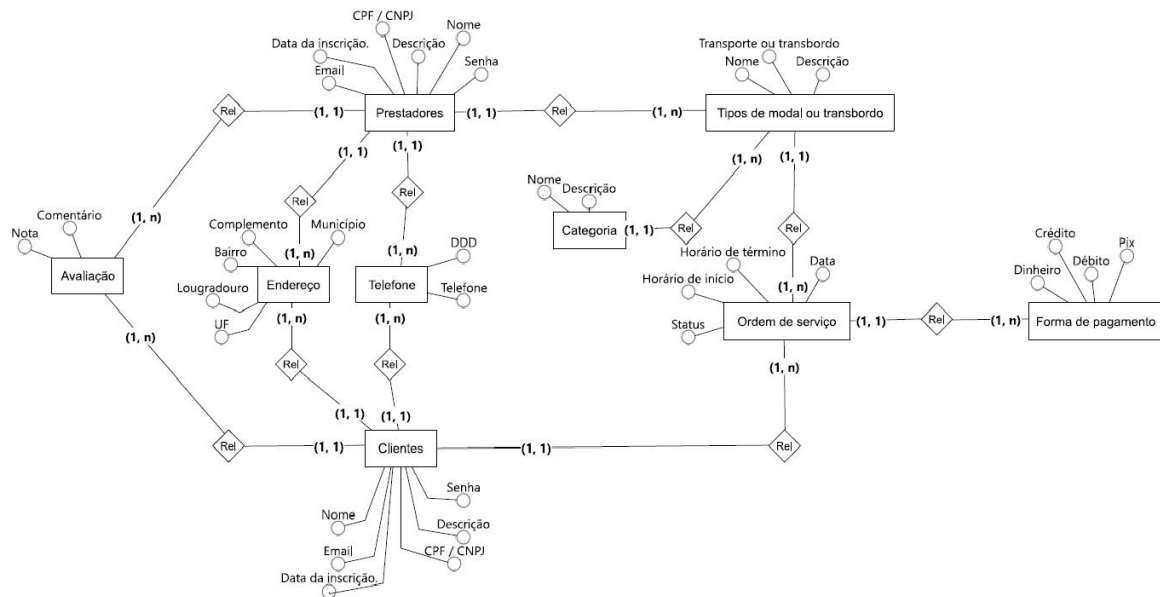 CPF / CNPJ
Nome
Data da inscrição.
Descrição
Email
Senha
Transporte ou transbordo
Nome
Descrição
Rel
(1, 1)
Prestadores
(1, 1)
Rel
(1, n)
Tipos de modal ou transbordo
(1, 1)
(1, 1)
(1, n)
(1, 1)
Rel
Rel
Nome
Descrição
Categoria
(1, 1)
Rel
Rel
(1, n)
Comentário
Nota
Avaliação
Complemento
Município
Bairro
(1, n)
(1, n)
Endereço
Lougradouro
UF
DDD
Telefone
Telefone
Horário de término
Data
Horário de início
(1, n)
Status
Ordem de serviço
(1, 1)
Rel
(1, n)
Crédito
Pix
Débito
Dinheiro
Forma de pagamento
(1, n)
(1, n)
(1, n)
Rel
Rel
(1, n)
(1, 1)
(1, 1)
Rel
(1, 1)
Clientes
(1, 1)
Rel
Senha
Nome
Descrição
Email
CPF / CNPJ
Data da inscrição.